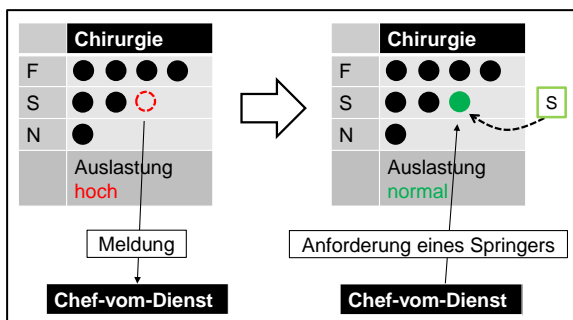 Chirurgie
F
S
N
Auslastung
hoch
Meldung
Chef-vom-Dienst
Chirurgie
F
S
N
S
Auslastung
normal
Anforderung eines Springers
Chef-vom-Dienst